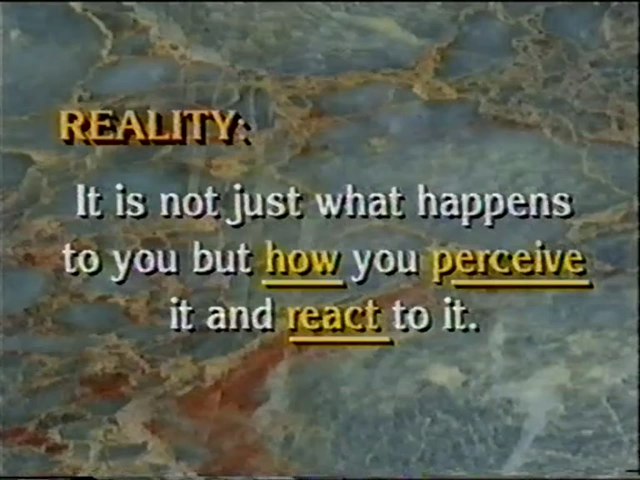 REALITY:
It is not just what happens
to you but how you perceive
it and react to it.